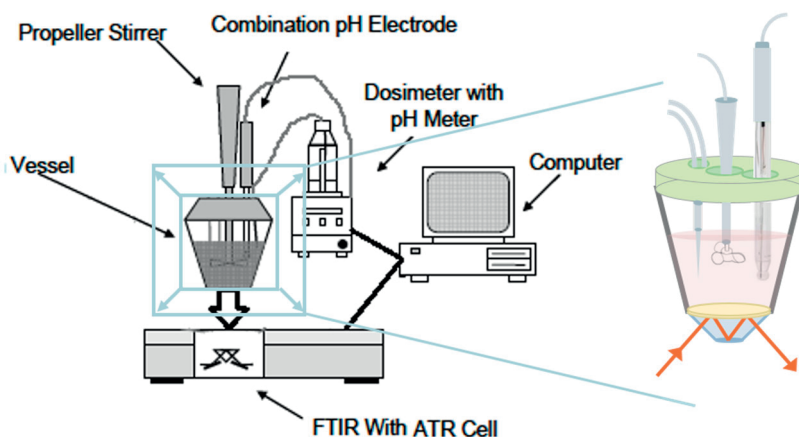 Propeller Stirrer
Combination pH Electrode
Dosimeter with
pH Meter
Vessel
Computer
FTIR With ATR Cell